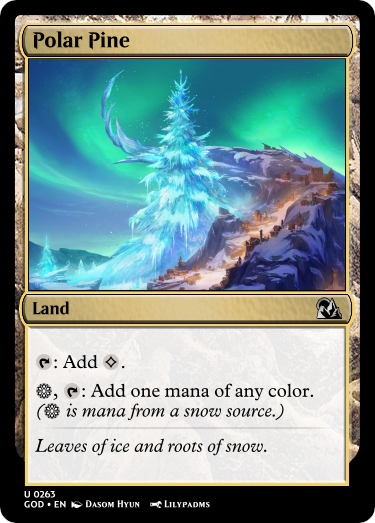 Polar Pine
Land
: Add .
, : Add one mana of any color.
( is mana from a snow source.)
Leaves of ice and roots of snow.
U 0263
GOD • EN Dasom Hyun Lilypadms